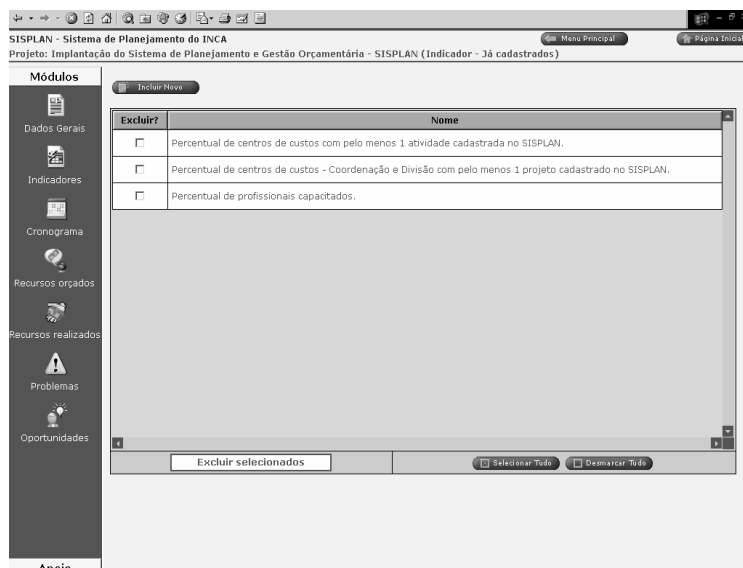 SISPLAN - Sistema de Planejamento do INCA
Menu Principal
Página Inicial
Projeto: Implantação do Sistema de Planejamento e Gestão Orçamentária - SISPLAN (Indicador - Já cadastrados)
Módulos
Dados Gerais
Indicadores
Cronograma
Recursos orçados
Recursos realizados
Problemas
Oportunidades
Apoio
Incluir Novo
Excluir? Nome
Percentual de centros de custos com pelo menos 1 atividade cadastrada no SISPLAN.
Percentual de centros de custos - Coordenação e Divisão com pelo menos 1 projeto cadastrado no SISPLAN.
Percentual de profissionais capacitados.
Excluir selecionados
Selecionar Tudo
Desmarcar Tudo